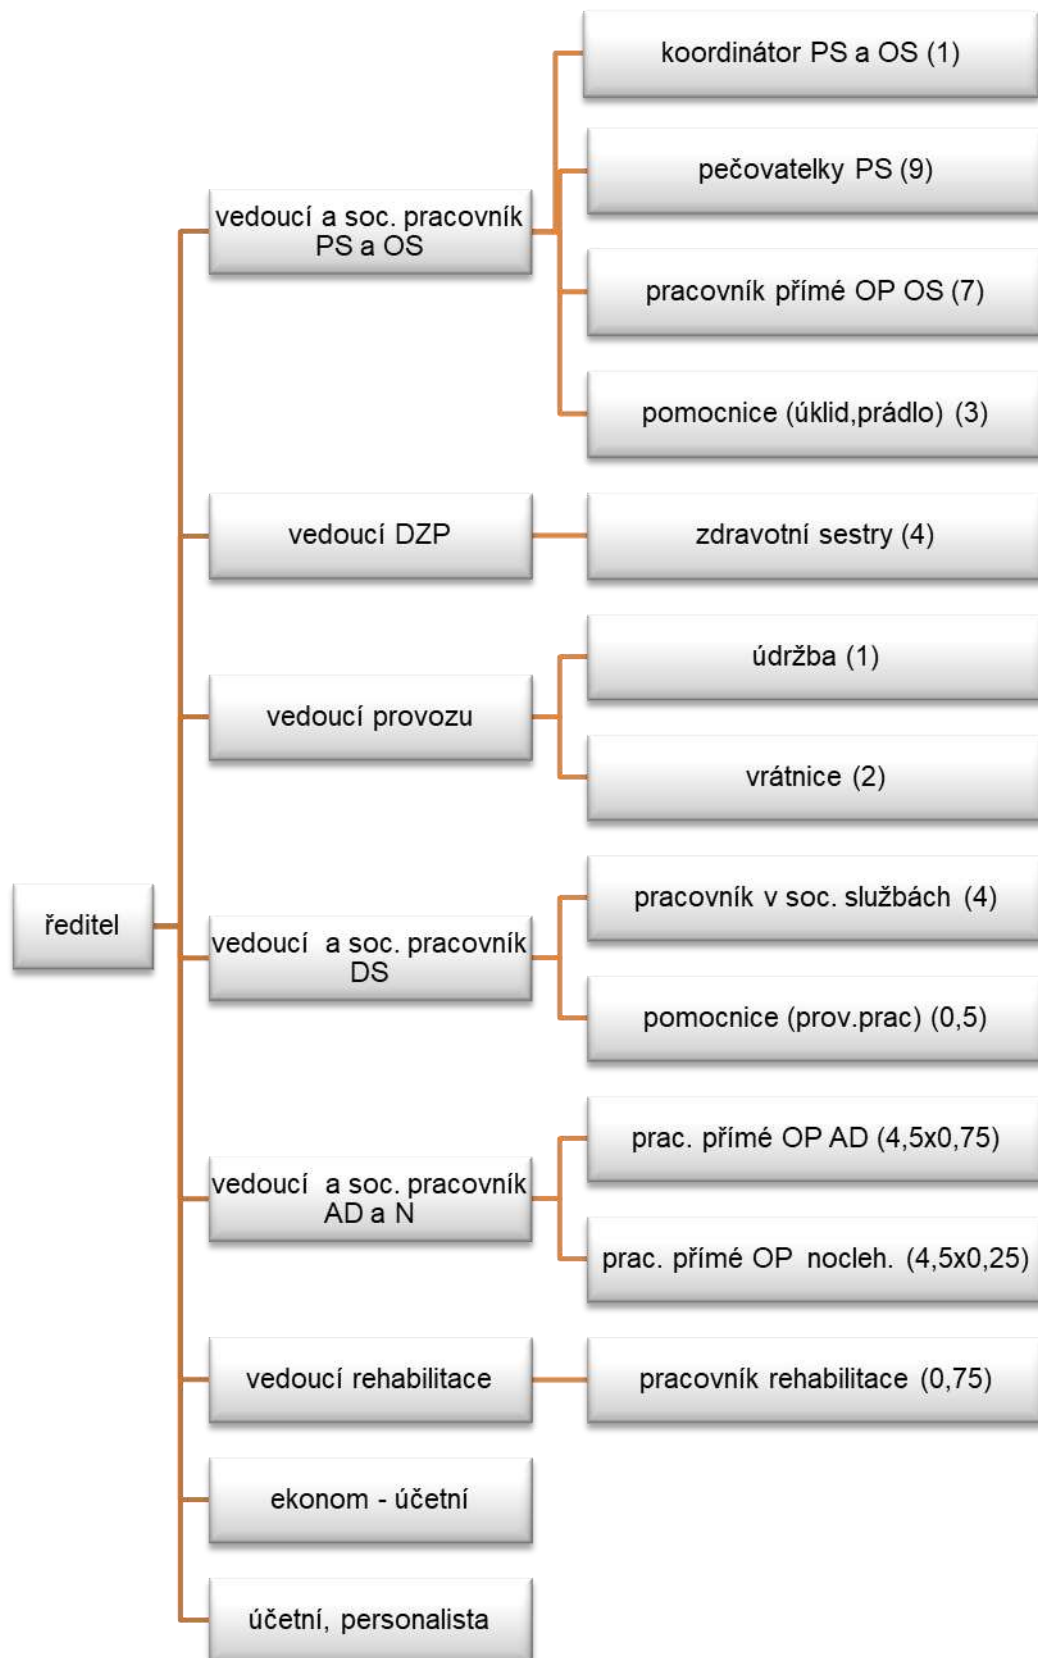 ředitel
vedoucí a soc. pracovník
PS a OS
koordinátor PS a OS (1)
pečovatelky PS (9)
pracovník přímé OP OS (7)
pomocnice (úklid,prádlo) (3)
vedoucí DZP
zdravotní sestry (4)
vedoucí provozu
údržba (1)
vrátnice (2)
vedoucí a soc. pracovník
DS
pracovník v soc. službách (4)
pomocnice (prov.prac) (0,5)
vedoucí a soc. pracovník
AD a N
prac. přímé OP AD (4,5x0,75)
prac. přímé OP nocleh. (4,5x0,25)
vedoucí rehabilitace
pracovník rehabilitace (0,75)
ekonom - účetní
účetní, personalista